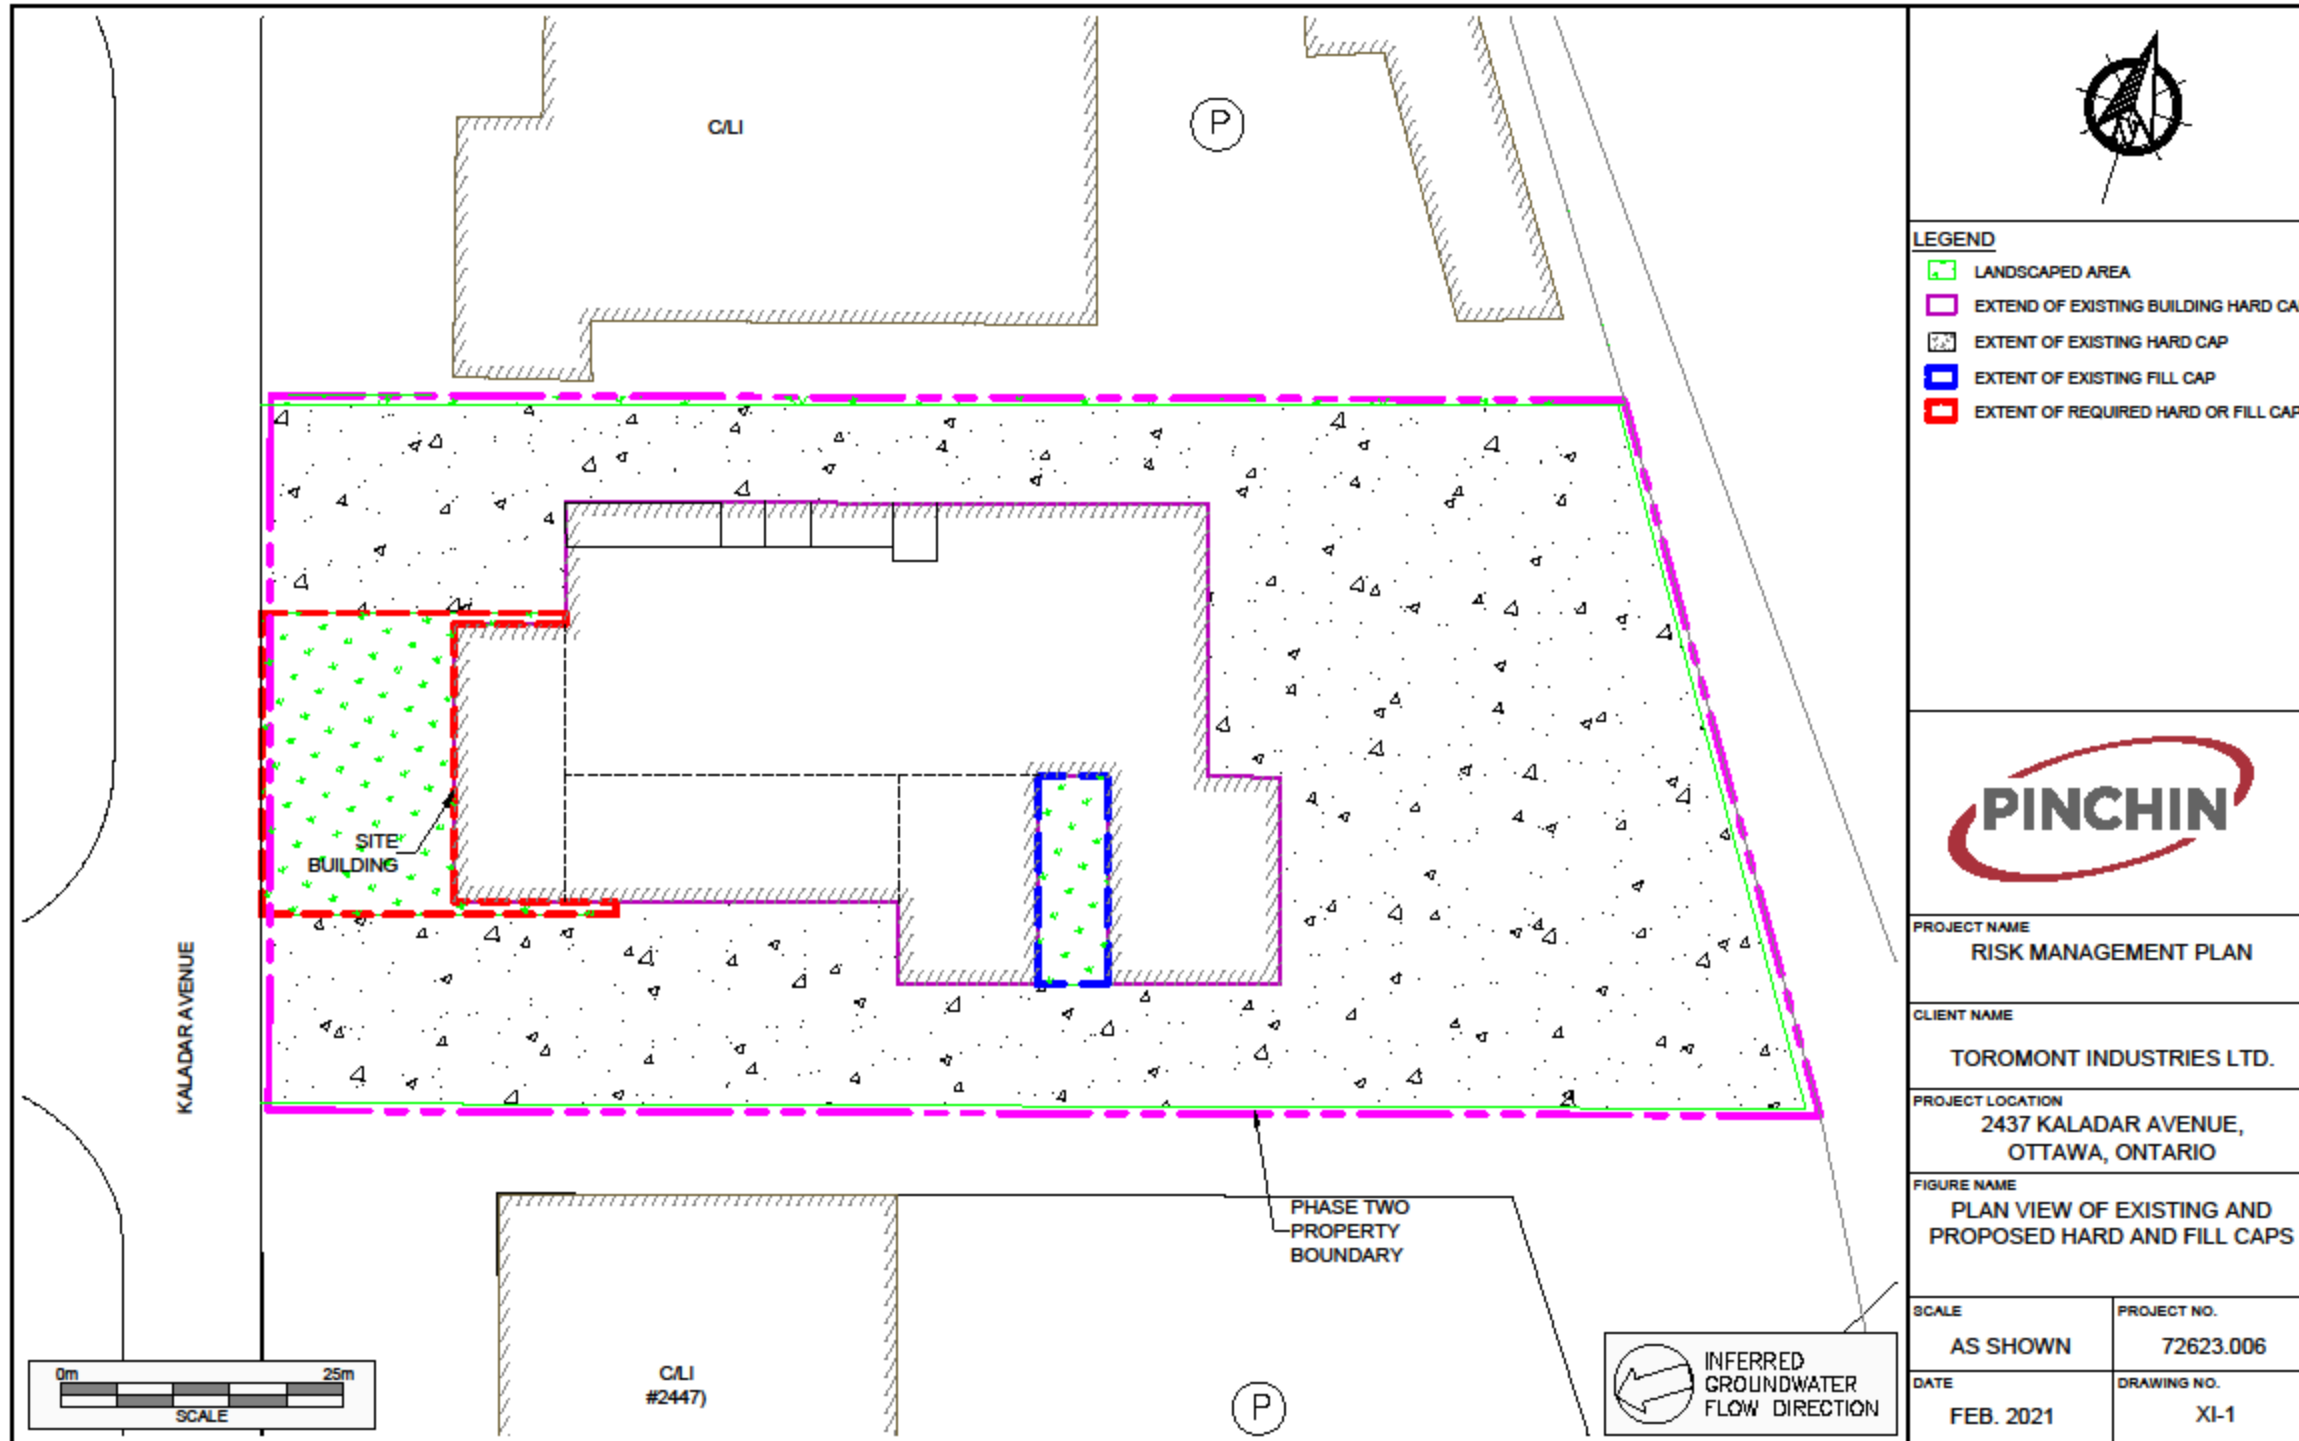 C/LI
P
LEGEND
LANDSCAPED AREA
EXTEND OF EXISTING BUILDING HARD CA
EXTENT OF EXISTING HARD CAP
EXTENT OF EXISTING FILL CAP
EXTENT OF REQUIRED HARD OR FILL CAP
SITE
BUILDING
KALADAR AVENUE
PHASE TWO
PROPERTY
BOUNDARY
C/LI
#2447)
P
0m 25m
SCALE
INFERRED
GROUNDWATER
FLOW DIRECTION
PINCHIN
PROJECT NAME
RISK MANAGEMENT PLAN
CLIENT NAME
TOROMONT INDUSTRIES LTD.
PROJECT LOCATION
2437 KALADAR AVENUE,
OTTAWA, ONTARIO
FIGURE NAME
PLAN VIEW OF EXISTING AND
PROPOSED HARD AND FILL CAPS
SCALE
AS SHOWN
PROJECT NO.
72623.006
DATE
FEB. 2021
DRAWING NO.
XI-1